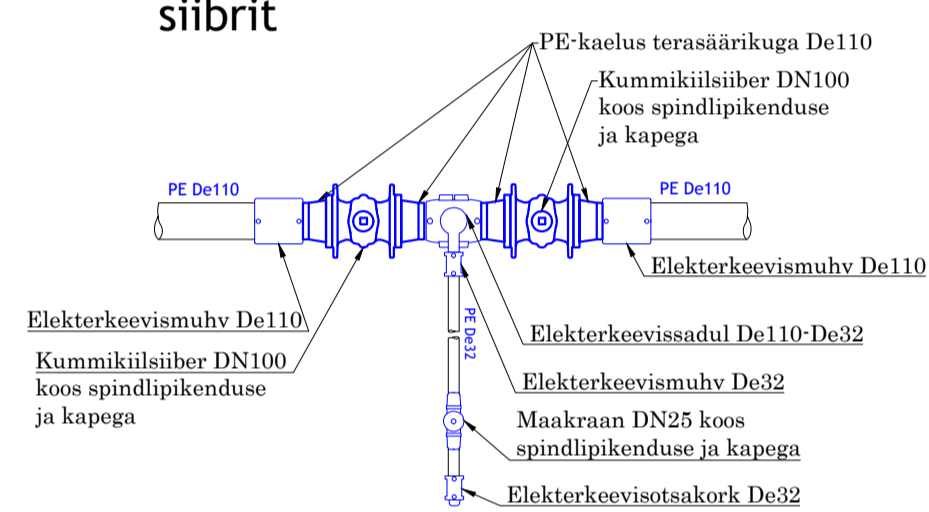 siibrit
PE-kaelus terasäärikuga De110
Kummikiilsiiber DN100
koos spindlipikenduse
ja kapega
PE De110
PE De110
Elekterkeevismuhv De110
Elekterkeevismuhv De110
PE De32
Elekterkeevissadul De110-De32
Kummikiilsiiber DN100
koos spindlipikenduse
ja kapega
Elekterkeevismuhv De32
Maakraan DN25 koos
spindlipikenduse ja kapega
Elekterkeevisotsakork De32